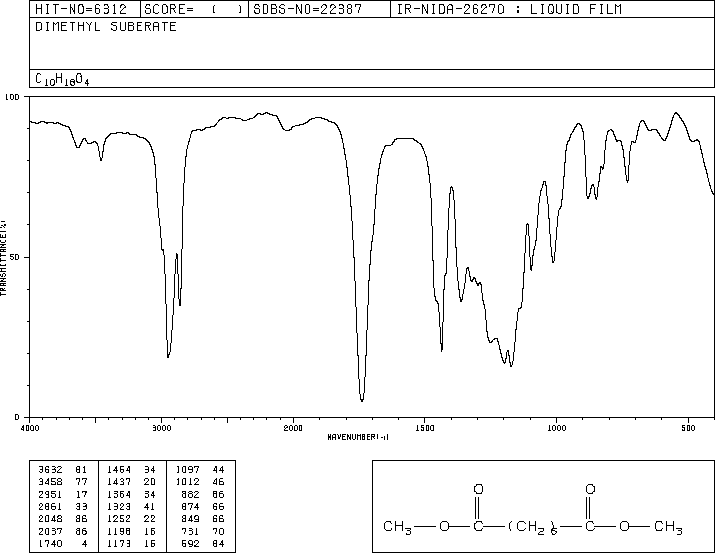 HIT-NO=6312 SCORE= ( ) SDBS-NO=22387 IR-NIDA-26270 : LIQUID FILM
DIMETHYL SUBERATE
C10H18O4
100
TRANSMITTANCE(%)
50
0
4000 3000 2000 1500 1000 500
WAVENUMBER(-1)
3632 81 1464 34 1097 44
3458 77 1437 20 1012 46
2951 17 1364 34 882 66
2861 33 1323 41 874 66
2048 86 1252 22 849 66
2037 86 1198 16 731 70
1740 4 1173 16 692 84
O O
CH3 O C (CH2 6 C O CH3